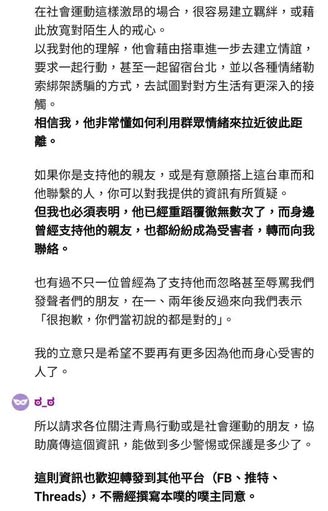 在社會運動這樣激昂的場合，很容易建立羈絆，或藉
此放寬對陌生人的戒心。
以我對他的理解，他會藉由搭車進一步去建立情誼，
要求一起行動，甚至一起留宿台北，並以各種情緒勒
索綁架誘騙的方式，去試圖對對方生活有更深入的接
觸。
相信我，他非常懂如何利用群眾情緒來拉近彼此距
離。
如果你是支持他的親友，或是有意願搭上這台車而和
他聯繫的人，你可以對我提供的資訊有所質疑。
但我也必須表明，他已經重蹈覆徹無數次了，而身邊
曾經支持他的親友，也都紛紛成為受害者，轉而向我
聯絡。
也有過不只一位曾經為了支持他而忽略甚至辱罵我們
發聲者們的朋友，在一、兩年後反過來向我們表示
「很抱歉，你們當初說的都是對的」。
我的立意只是希望不要再有更多因為他而身心受害的
人了。
ಠ_ಠ
所以請求各位關注青鳥行動或是社會運動的朋友，協
助廣傳這個資訊，能做到多少警惕或保護是多少了。
這則資訊也歡迎轉發到其他平台（FB、推特、
Threads），不需經撰寫本噗的噗主同意。